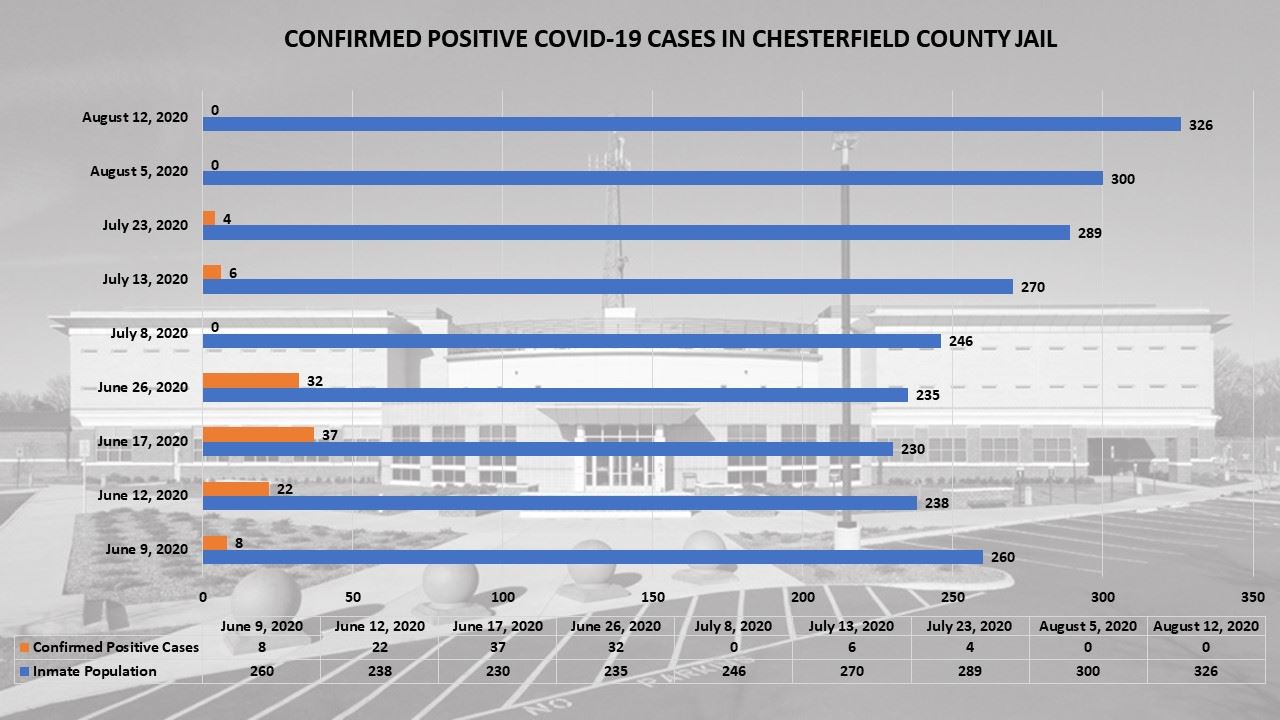 CONFIRMED POSITIVE COVID-19 CASES IN CHESTERFIELD COUNTY JAIL
August 12, 2020 0 326
August 5, 2020 0 300
July 23, 2020 4 289
July 13, 2020 6 270
July 8, 2020 0 246
June 26, 2020 32 235
June 17, 2020 37 230
June 12, 2020 22 238
June 9, 2020 8 260
0 50 100 150 200 250 300 350
June 9, 2020 June 12, 2020 June 17, 2020 June 26, 2020 July 8, 2020 July 13, 2020 July 23, 2020 August 5, 2020 August 12, 2020
Confirmed Positive Cases 8 22 37 32 0 6 4 0 0
Inmate Population 260 238 230 235 246 270 289 300 326
NO PARKING